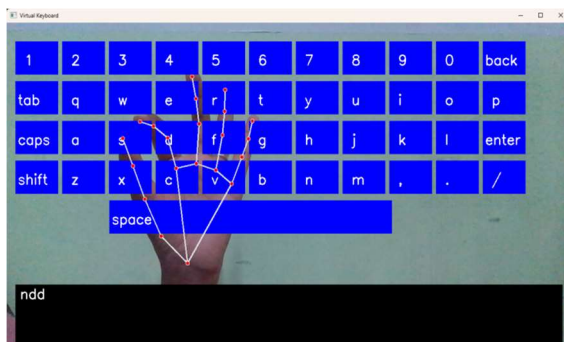 Virtual Keyboard
1 2 3 4 5 6 7 8 9 0 back
tab q w e r t y u i o p
caps a s d f g h j k l enter
shift z x c v b n m , . /
space
ndd